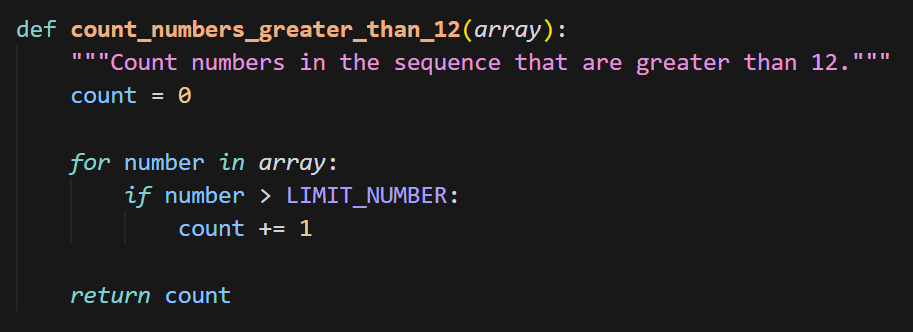 def count_numbers_greater_than_12(array):
    """Count numbers in the sequence that are greater than 12."""
    count = 0

    for number in array:
        if number > LIMIT_NUMBER:
            count += 1

    return count